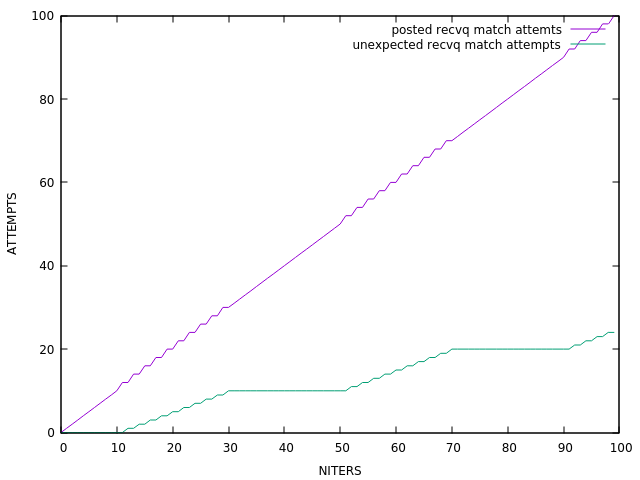 100
80
60
40
20
0
ATTEMPTS
posted recvq match attemts
unexpected recvq match attempts
0 10 20 30 40 50 60 70 80 90 100
NITERS